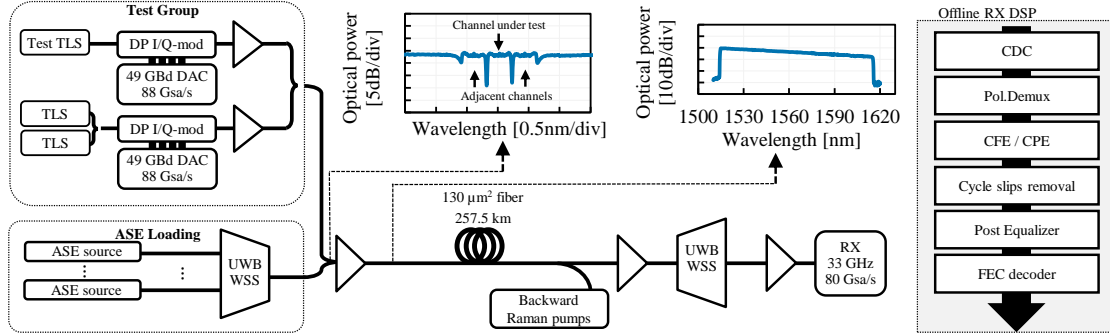 Test Group
Test TLS
DP I/Q-mod
49 GBd DAC
88 Gsa/s
TLS
TLS
DP I/Q-mod
49 GBd DAC
88 Gsa/s
ASE Loading
ASE source
⋮
⋮
ASE source
UWB
WSS
Optical power
[5dB/div]
Channel under test
Adjacent channels
Wavelength [0.5nm/div]
Optical power
[10dB/div]
1500 1530 1560 1590 1620
Wavelength [nm]
130 µm² fiber
257.5 km
Backward
Raman pumps
UWB
WSS
RX
33 GHz
80 Gsa/s
Offline RX DSP
CDC
Pol.Demux
CFE / CPE
Cycle slips removal
Post Equalizer
FEC decoder